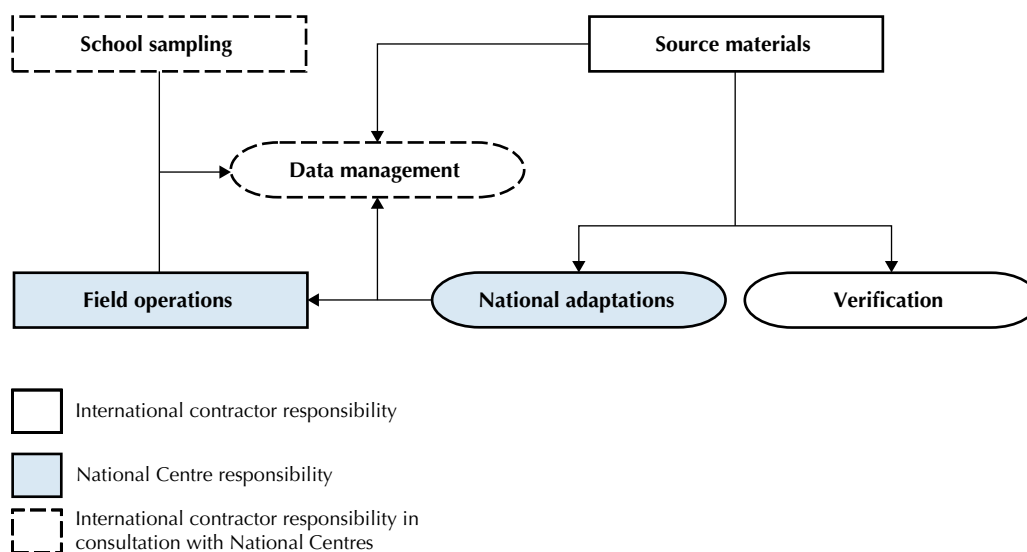 School sampling
Source materials
Data management
Field operations
National adaptations
Verification
International contractor responsibility
National Centre responsibility
International contractor responsibility in
consultation with National Centres